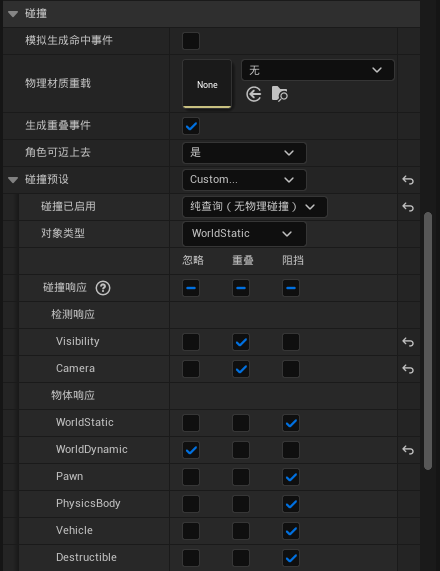 碰撞
模拟生成命中事件
物理材质重载
None
无
生成重叠事件
角色可迈上去
是
碰撞预设
Custom...
碰撞已启用
纯查询（无物理碰撞）
对象类型
WorldStatic
忽略 重叠 阻挡
碰撞响应 ?
检测响应
Visibility
Camera
物体响应
WorldStatic
WorldDynamic
Pawn
PhysicsBody
Vehicle
Destructible